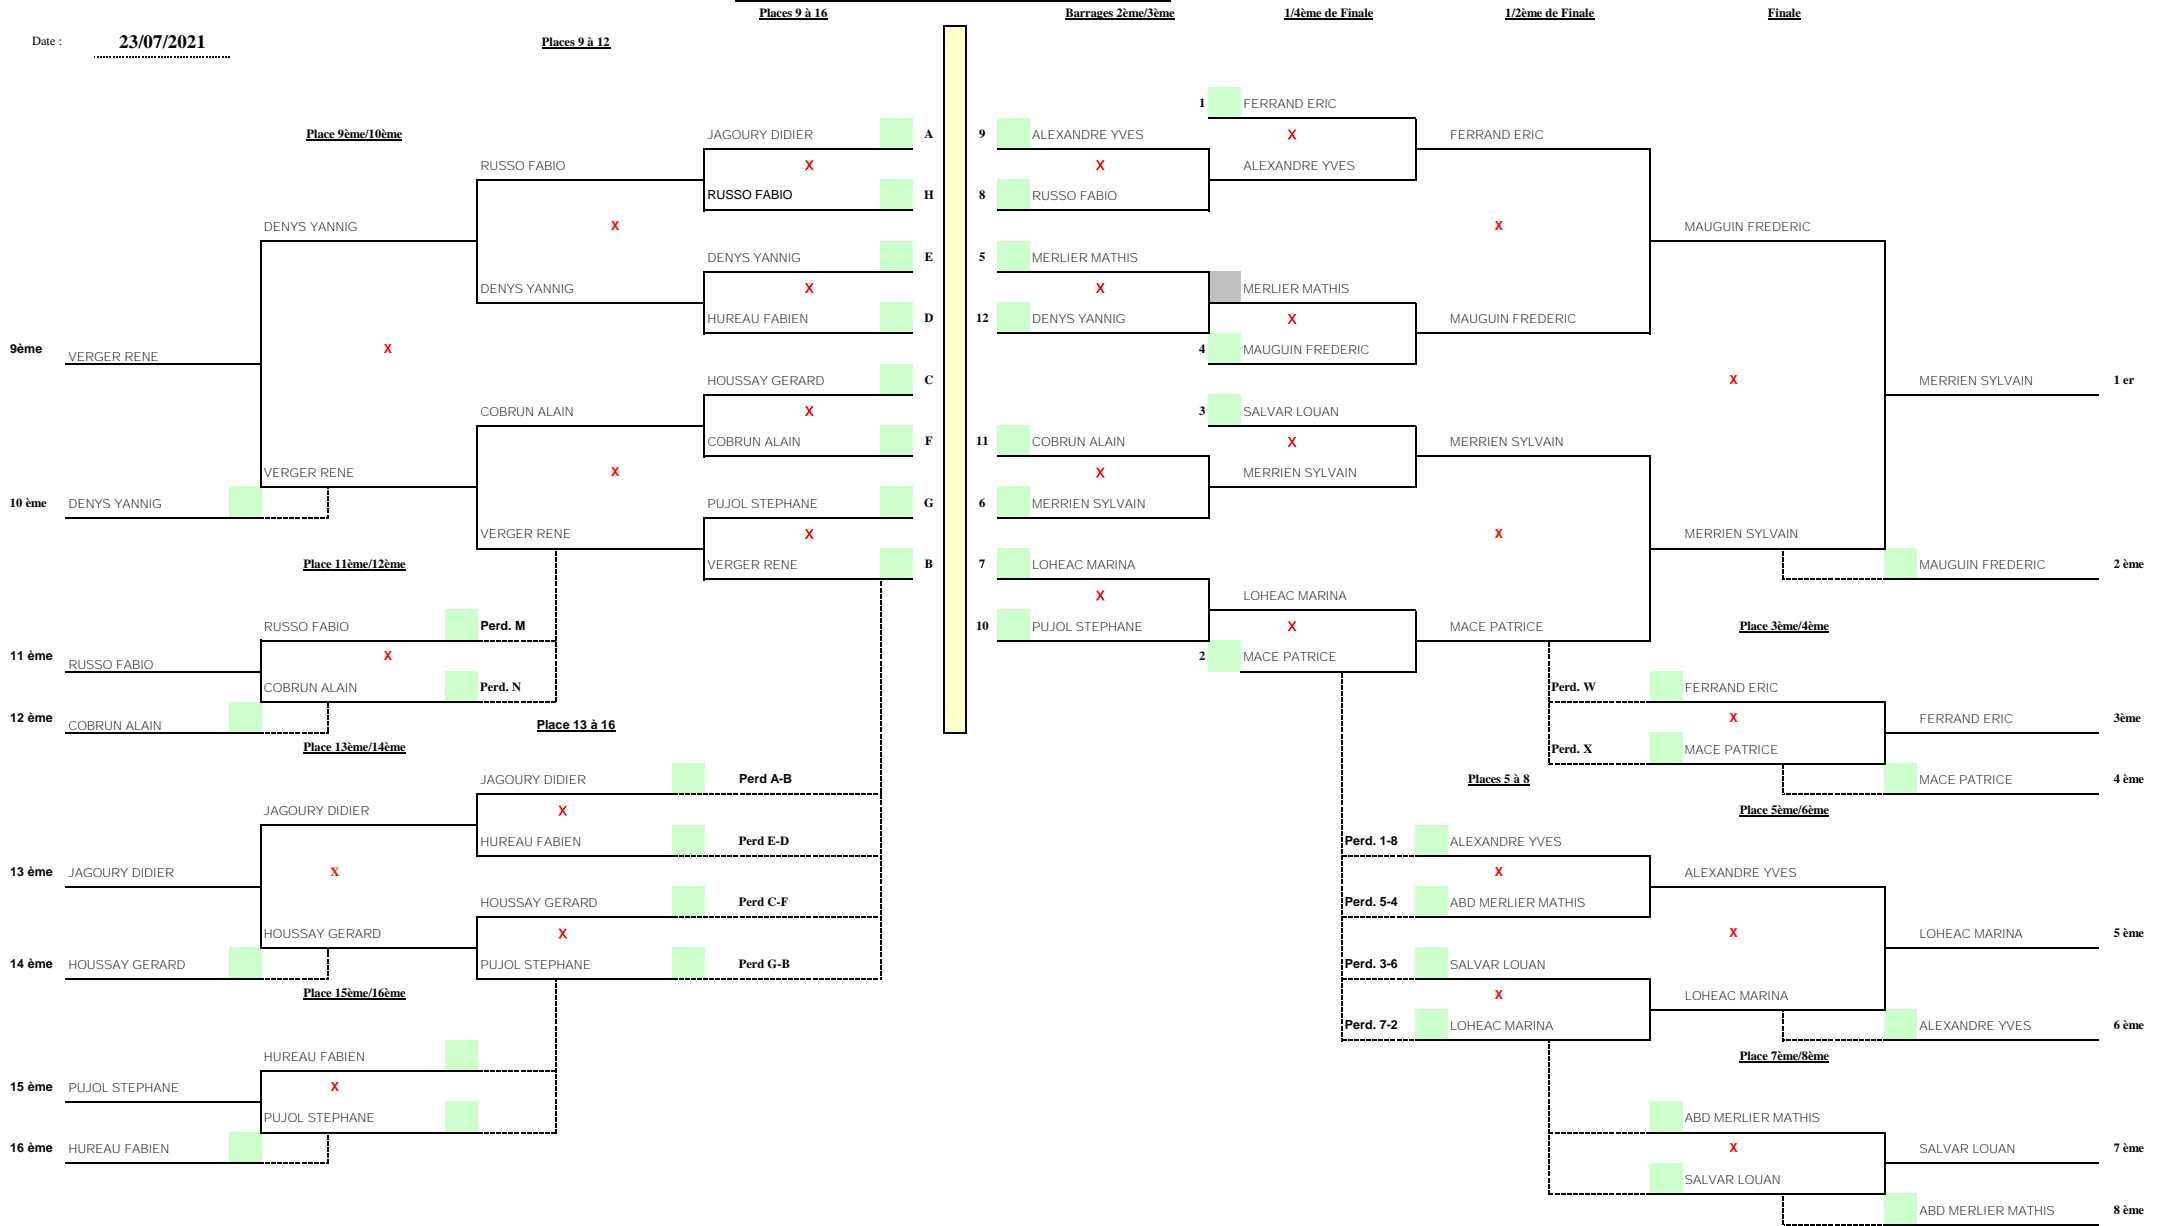 Places 9 à 16 Barrages 2ème/3ème 1/4ème de Finale 1/2ème de Finale Finale
Date : 23/07/2021 Places 9 à 12
1 FERRAND ERIC
Place 9ème/10ème JAGOURY DIDIER A 9 ALEXANDRE YVES X FERRAND ERIC
RUSSO FABIO X X ALEXANDRE YVES
RUSSO FABIO H 8 RUSSO FABIO
DENYS YANNIG X X MAUGUIN FREDERIC
DENYS YANNIG E 5 MERLIER MATHIS
DENYS YANNIG X X MERLIER MATHIS
HUREAU FABIEN D 12 DENYS YANNIG X MAUGUIN FREDERIC
9ème VERGER RENE X 4 MAUGUIN FREDERIC
HOUSSAY GERARD C X MERRIEN SYLVAIN 1 er
COBRUN ALAIN X 3 SALVAR LOUAN
COBRUN ALAIN F 11 COBRUN ALAIN X MERRIEN SYLVAIN
VERGER RENE X X MERRIEN SYLVAIN
10 ème DENYS YANNIG PUJOL STEPHANE G 6 MERRIEN SYLVAIN
VERGER RENE X X MERRIEN SYLVAIN
Place 11ème/12ème VERGER RENE B 7 LOHEAC MARINA MAUGUIN FREDERIC 2 ème
X LOHEAC MARINA
RUSSO FABIO Perd. M 10 PUJOL STEPHANE X MACE PATRICE Place 3ème/4ème
11 ème RUSSO FABIO X 2 MACE PATRICE
COBRUN ALAIN Perd. N Perd. W FERRAND ERIC
12 ème COBRUN ALAIN Place 13 à 16 X FERRAND ERIC 3ème
Place 13ème/14ème Perd. X MACE PATRICE
JAGOURY DIDIER Perd A-B Places 5 à 8 MACE PATRICE 4 ème
JAGOURY DIDIER X Place 5ème/6ème
HUREAU FABIEN Perd E-D Perd. 1-8 ALEXANDRE YVES
13 ème JAGOURY DIDIER X X ALEXANDRE YVES
HOUSSAY GERARD Perd C-F Perd. 5-4 ABD MERLIER MATHIS
HOUSSAY GERARD X X LOHEAC MARINA 5 ème
14 ème HOUSSAY GERARD PUJOL STEPHANE Perd G-B Perd. 3-6 SALVAR LOUAN
Place 15ème/16ème X LOHEAC MARINA
Perd. 7-2 LOHEAC MARINA ALEXANDRE YVES 6 ème
HUREAU FABIEN Place 7ème/8ème
15 ème PUJOL STEPHANE X
PUJOL STEPHANE ABD MERLIER MATHIS
16 ème HUREAU FABIEN X SALVAR LOUAN 7 ème
SALVAR LOUAN
ABD MERLIER MATHIS 8 ème